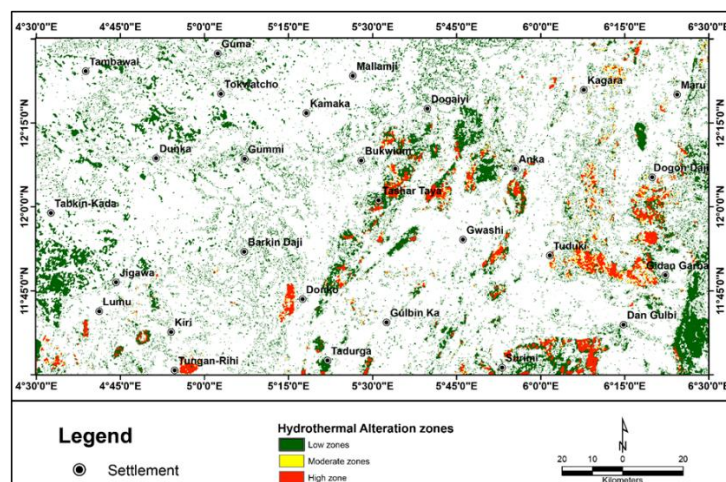 4°30'0"E 4°45'0"E 5°0'0"E 5°15'0"E 5°30'0"E 5°45'0"E 6°0'0"E 6°15'0"E 6°30'0"E
Guma
Tambawai
Mallamji
Tokwatcho
Kagara
Maru
Dogaiyi
Kamaka
12°15'0"N 12°15'0"N
Dunka
Gummi
Bukwium
Anka
Dogon Daji
Tashar Taya
12°0'0"N 12°0'0"N
Tabkin-Kada
Gwashi
Barkin Daji
Tuduki
Gidan Garba
Jigawa
11°45'0"N 11°45'0"N
Donko
Lumu
Gulbin Ka
Dan Gulbi
Kiri
Tadurga
Tungan-Rihi
4°30'0"E 4°45'0"E 5°0'0"E 5°15'0"E 5°30'0"E 5°45'0"E 6°0'0"E 6°15'0"E 6°30'0"E
Legend
Settlement
Hydrothermal Alteration zones
Low zones
Moderate zones
High zone
N
20 10 0 20
Kilometers